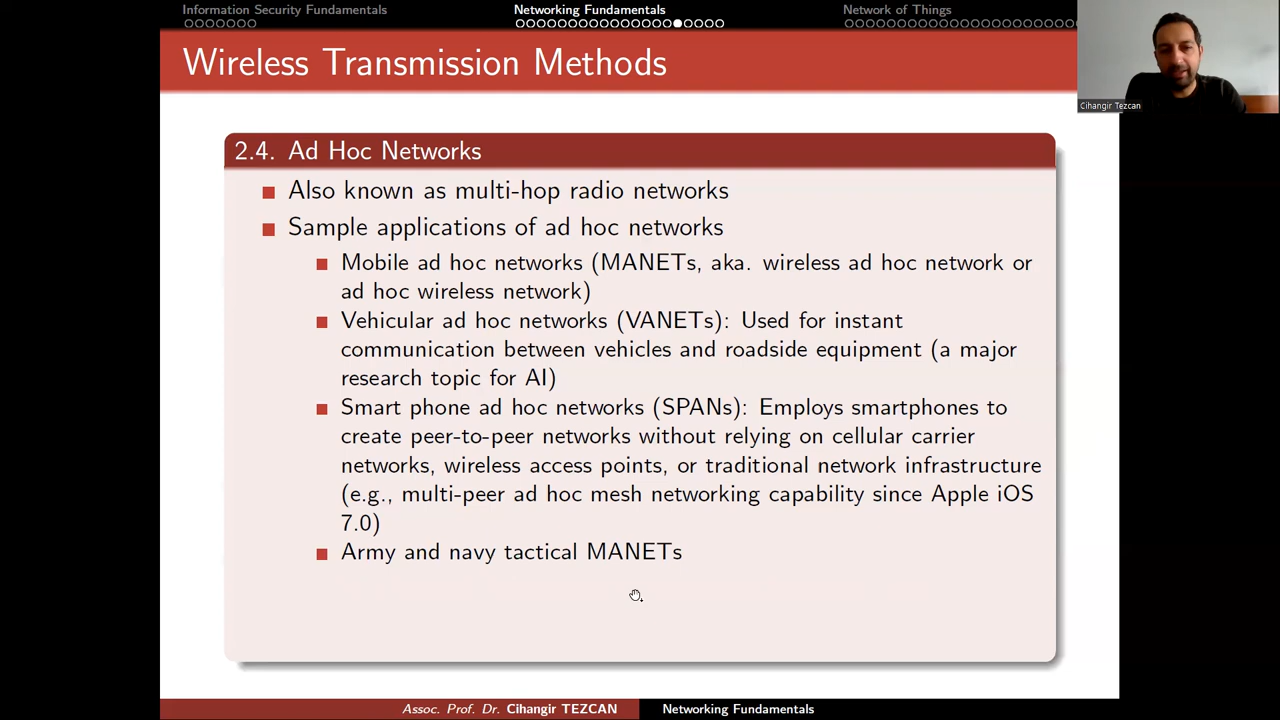 Information Security Fundamentals
Networking Fundamentals
Network of Things
Wireless Transmission Methods
Cihangir Tezcan
2.4. Ad Hoc Networks
Also known as multi-hop radio networks
Sample applications of ad hoc networks
Mobile ad hoc networks (MANETs, aka. wireless ad hoc network or
ad hoc wireless network)
Vehicular ad hoc networks (VANETs): Used for instant
communication between vehicles and roadside equipment (a major
research topic for AI)
Smart phone ad hoc networks (SPANs): Employs smartphones to
create peer-to-peer networks without relying on cellular carrier
networks, wireless access points, or traditional network infrastructure
(e.g., multi-peer ad hoc mesh networking capability since Apple iOS
7.0)
Army and navy tactical MANETs
Assoc. Prof. Dr. Cihangir TEZCAN
Networking Fundamentals